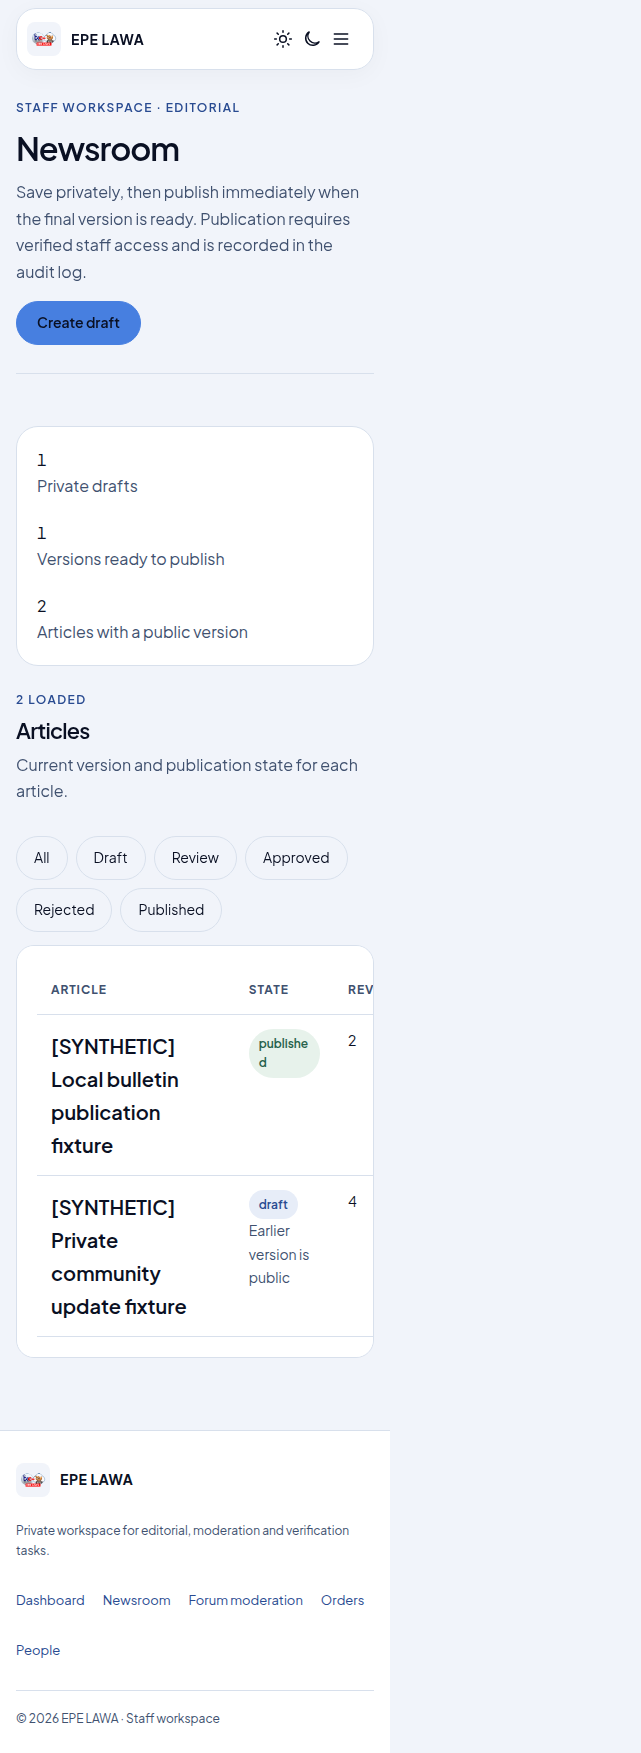 EPE LAWA
STAFF WORKSPACE · EDITORIAL
Newsroom
Save privately, then publish immediately when
the final version is ready. Publication requires
verified staff access and is recorded in the
audit log.
Create draft
1
Private drafts
1
Versions ready to publish
2
Articles with a public version
2 LOADED
Articles
Current version and publication state for each
article.
All Draft Review Approved
Rejected Published
ARTICLE STATE REV
[SYNTHETIC] publishe 2
Local bulletin d
publication
fixture
[SYNTHETIC] draft 4
Private Earlier
community version is
update fixture public
EPE LAWA
Private workspace for editorial, moderation and verification
tasks.
Dashboard Newsroom Forum moderation Orders
People
© 2026 EPE LAWA · Staff workspace